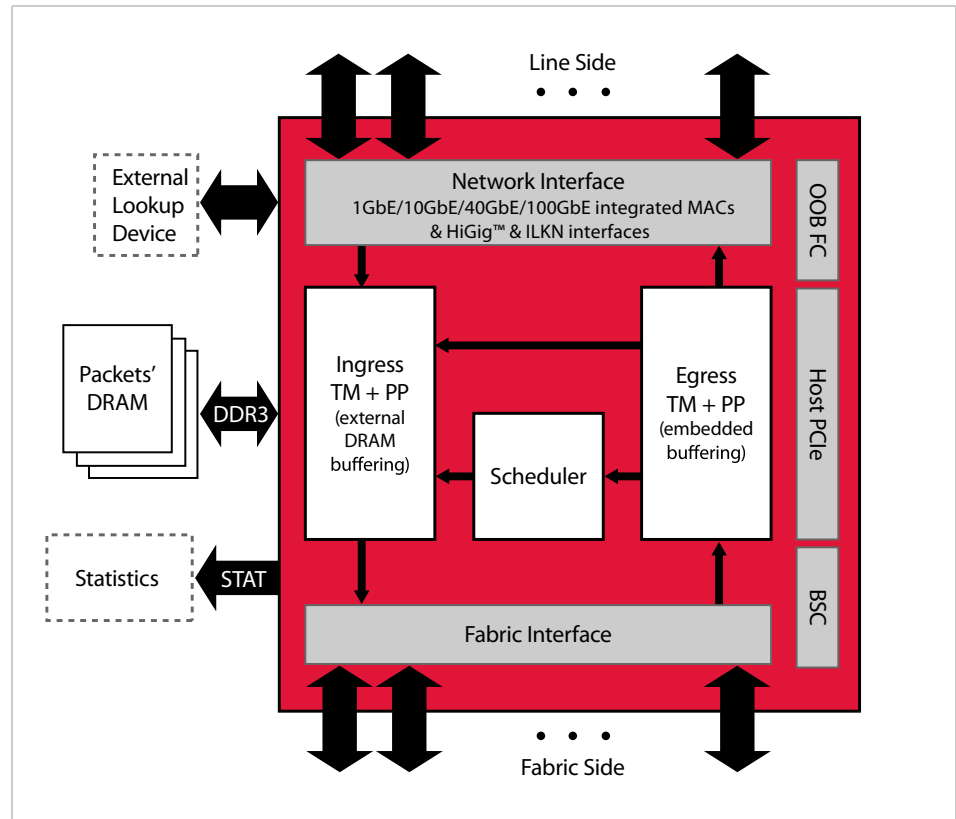 Line Side
External
Lookup
Device
Network Interface
1GbE/10GbE/40GbE/100GbE integrated MACs
& HiGig™ & ILKN interfaces
OOB FC
Packets’
DRAM
DDR3
Ingress
TM + PP
(external
DRAM
buffering)
Egress
TM + PP
(embedded
buffering)
Scheduler
Host PCIe
Statistics
STAT
BSC
Fabric Interface
Fabric Side